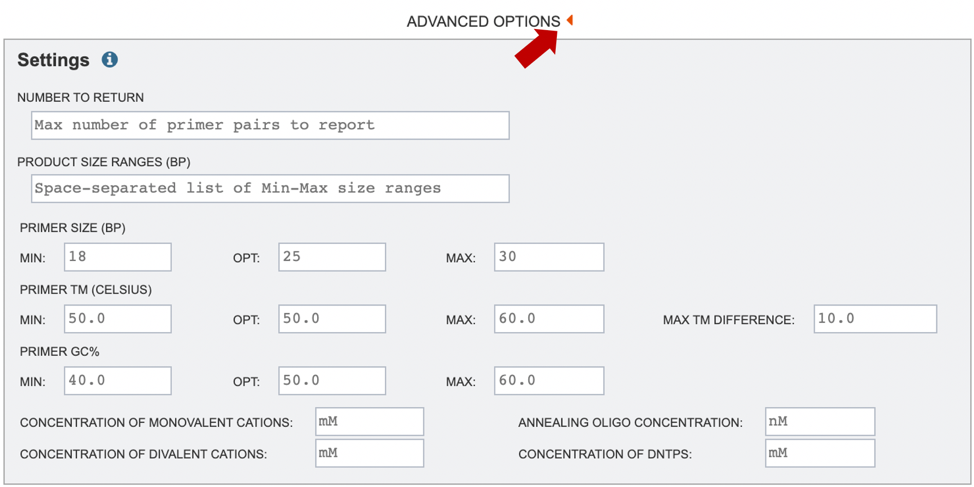 ADVANCED OPTIONS
Settings
NUMBER TO RETURN
Max number of primer pairs to report
PRODUCT SIZE RANGES (BP)
Space-separated list of Min-Max size ranges
PRIMER SIZE (BP)
MIN: 18 OPT: 25 MAX: 30
PRIMER TM (CELSIUS)
MIN: 50.0 OPT: 50.0 MAX: 60.0 MAX TM DIFFERENCE: 10.0
PRIMER GC%
MIN: 40.0 OPT: 50.0 MAX: 60.0
CONCENTRATION OF MONOVALENT CATIONS: mM ANNEALING OLIGO CONCENTRATION: nM
CONCENTRATION OF DIVALENT CATIONS: mM CONCENTRATION OF DNTPS: mM